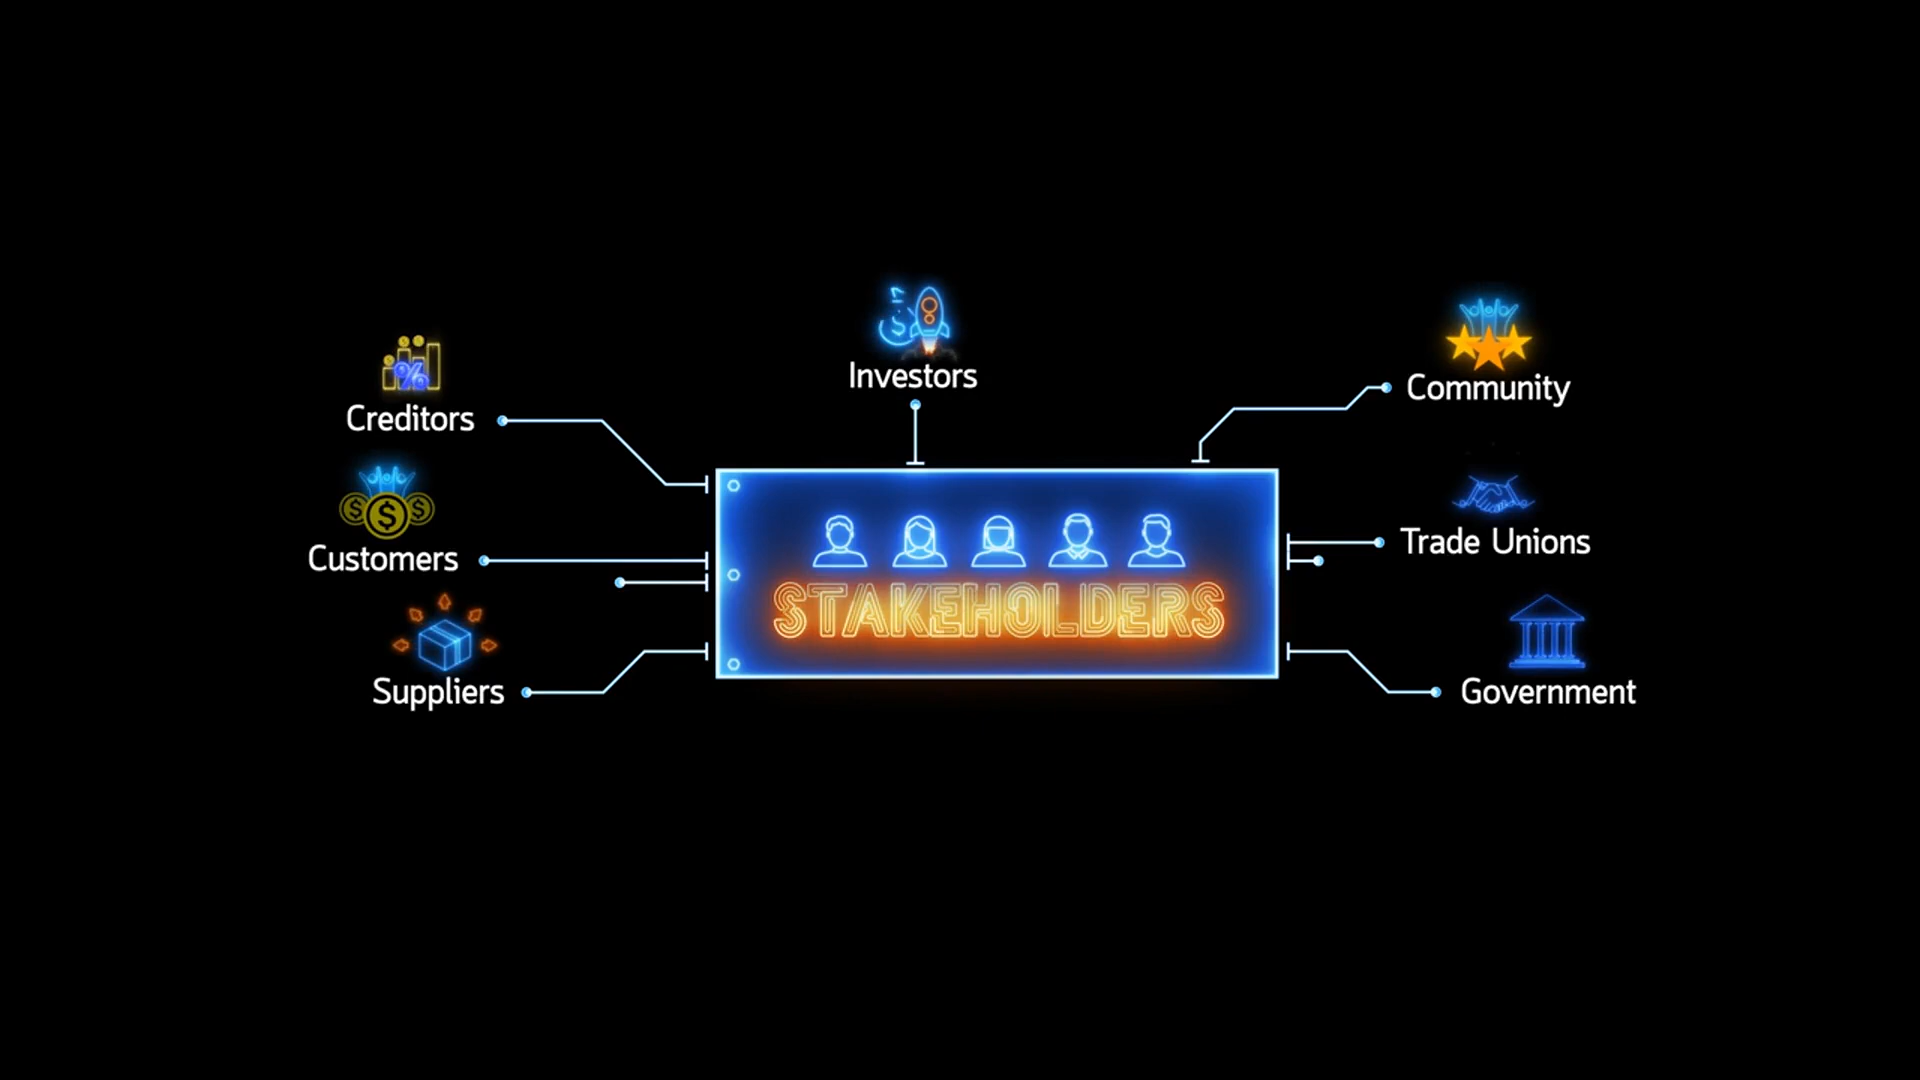 Investors
Community
Creditors
Customers
Trade Unions
STAKEHOLDERS
Suppliers
Government